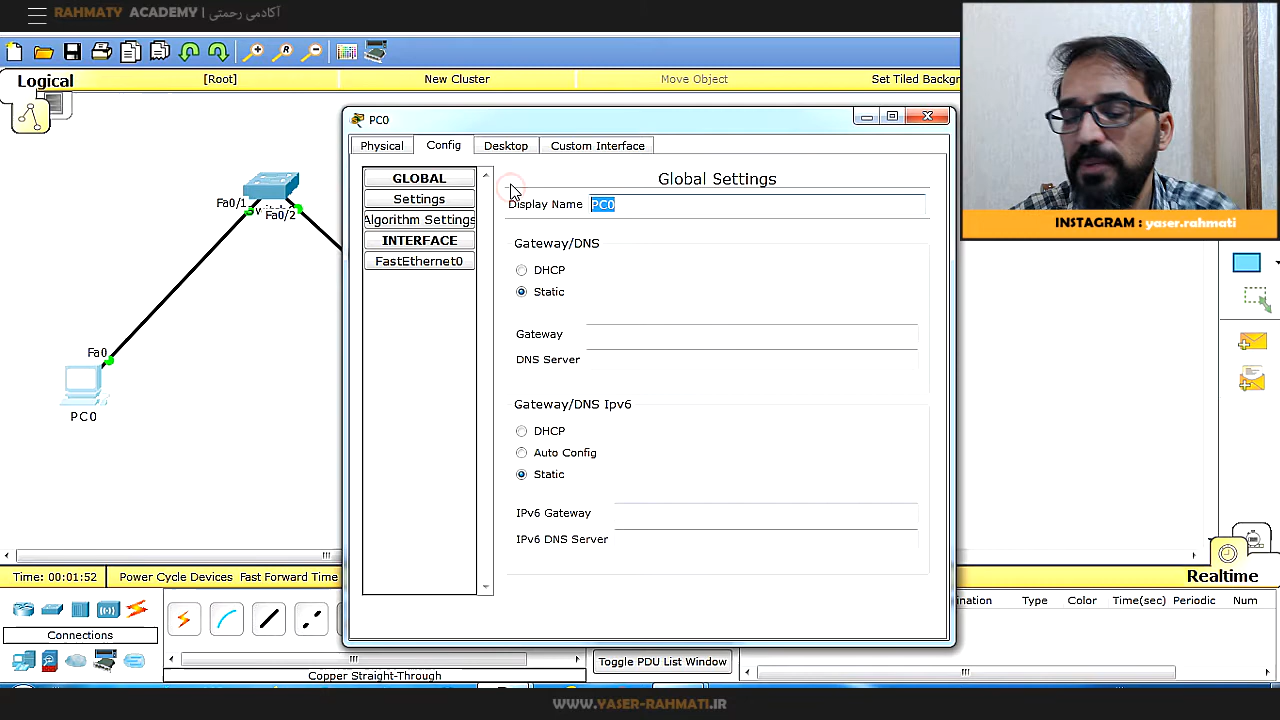 RAHMATY ACADEMY | آکادمی رحمتی
Logical
[Root]
New Cluster
Move Object
Set Tiled Backgr
PC0
Physical
Config
Desktop
Custom Interface
GLOBAL
Settings
Algorithm Settings
INTERFACE
FastEthernet0
Global Settings
Display Name PC0
Gateway/DNS
DHCP
Static
Gateway
DNS Server
Gateway/DNS Ipv6
DHCP
Auto Config
Static
IPv6 Gateway
IPv6 DNS Server
Fa0/1
Fa0/2
Fa0
PC0
INSTAGRAM : yaser.rahmati
Time: 00:01:52
Power Cycle Devices Fast Forward Time
Realtime
Connections
Copper Straight-Through
Toggle PDU List Window
ination Type Color Time(sec) Periodic Num
WWW.YASER-RAHMATI.IR